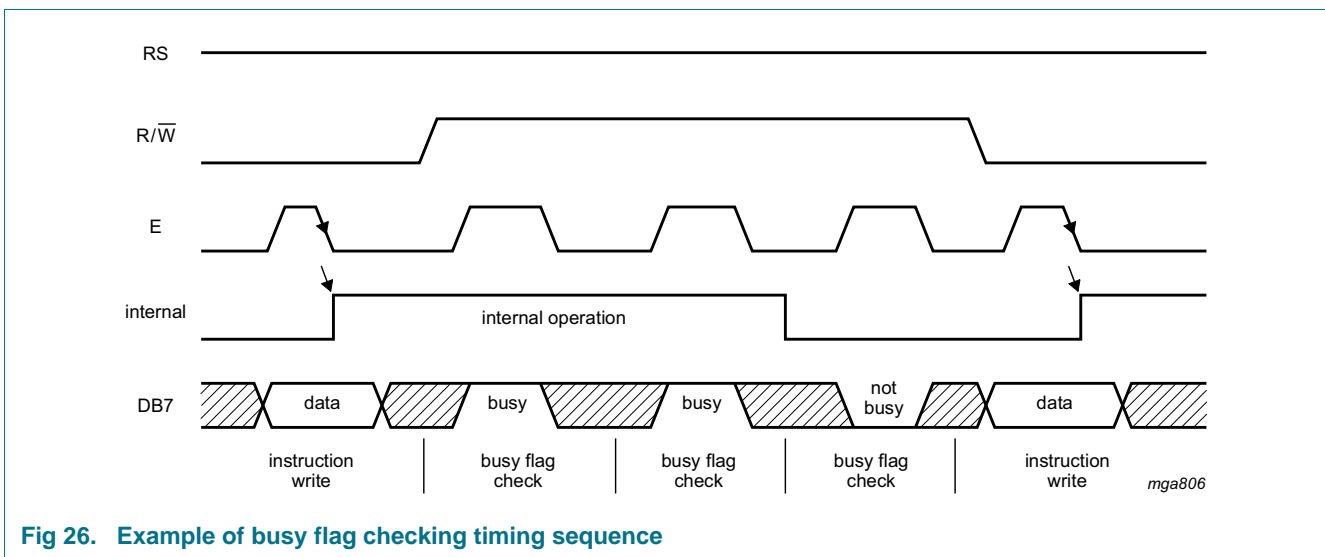 RS
R/W̅
E
internal
internal operation
DB7
data
busy
busy
not
busy
data
instruction
write
busy flag
check
busy flag
check
busy flag
check
instruction
write
mga806
Fig 26. Example of busy flag checking timing sequence